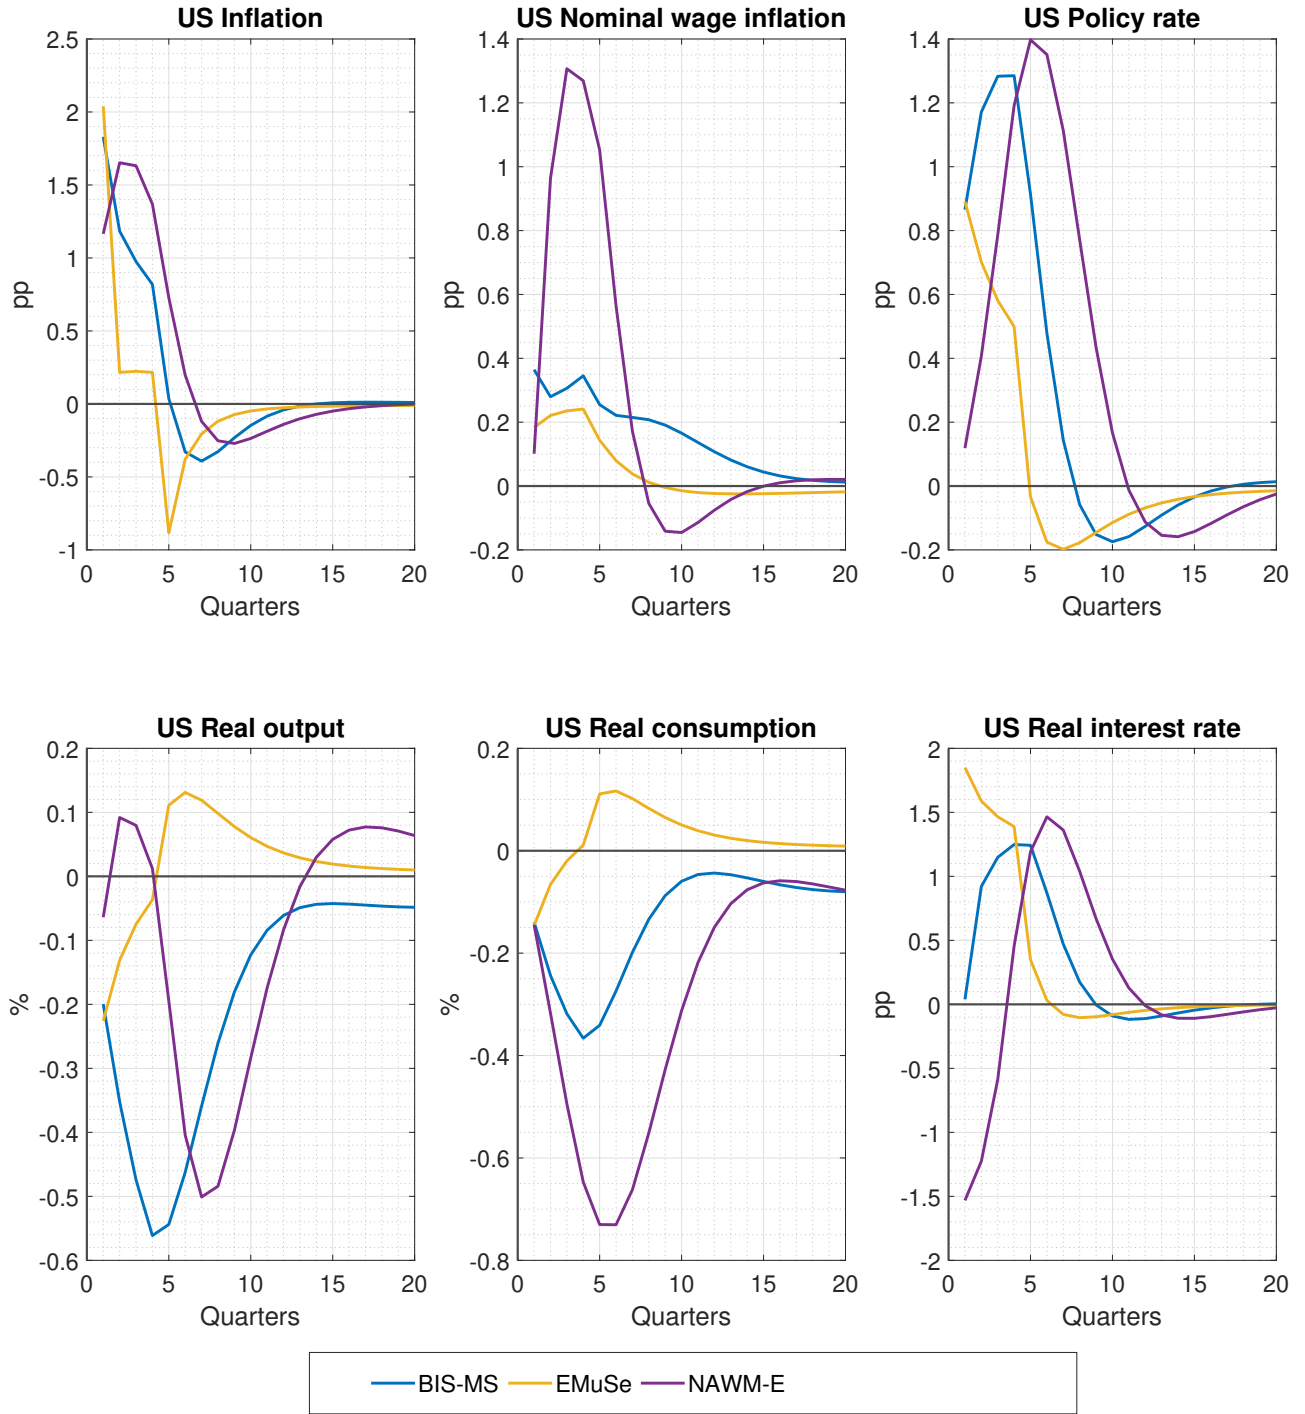 US Inflation
2.5
2
1.5
1
0.5
0
-0.5
-1
pp
0 5 10 15 20
Quarters
US Nominal wage inflation
1.4
1.2
1
0.8
0.6
0.4
0.2
0
-0.2
pp
0 5 10 15 20
Quarters
US Policy rate
1.4
1.2
1
0.8
0.6
0.4
0.2
0
-0.2
pp
0 5 10 15 20
Quarters
US Real output
0.2
0.1
0
-0.1
-0.2
-0.3
-0.4
-0.5
-0.6
%
0 5 10 15 20
Quarters
US Real consumption
0.2
0
-0.2
-0.4
-0.6
-0.8
%
0 5 10 15 20
Quarters
US Real interest rate
2
1.5
1
0.5
0
-0.5
-1
-1.5
-2
pp
0 5 10 15 20
Quarters
BIS-MS EMuSe NAWM-E